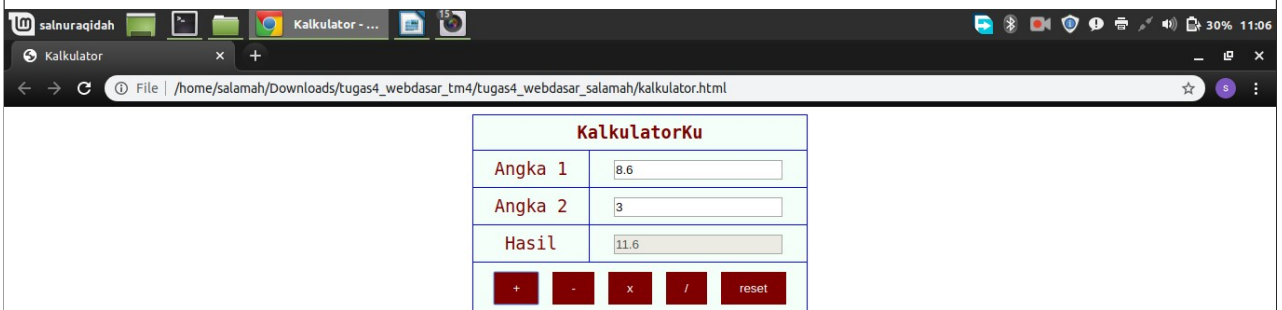 salnuraqidah Kalkulator - ... 15 30% 11:06
Kalkulator × +
File | /home/salamah/Downloads/tugas4_webdasar_tm4/tugas4_webdasar_salamah/kalkulator.html S
KalkulatorKu
Angka 1 8.6
Angka 2 3
Hasil 11.6
+ - x / reset